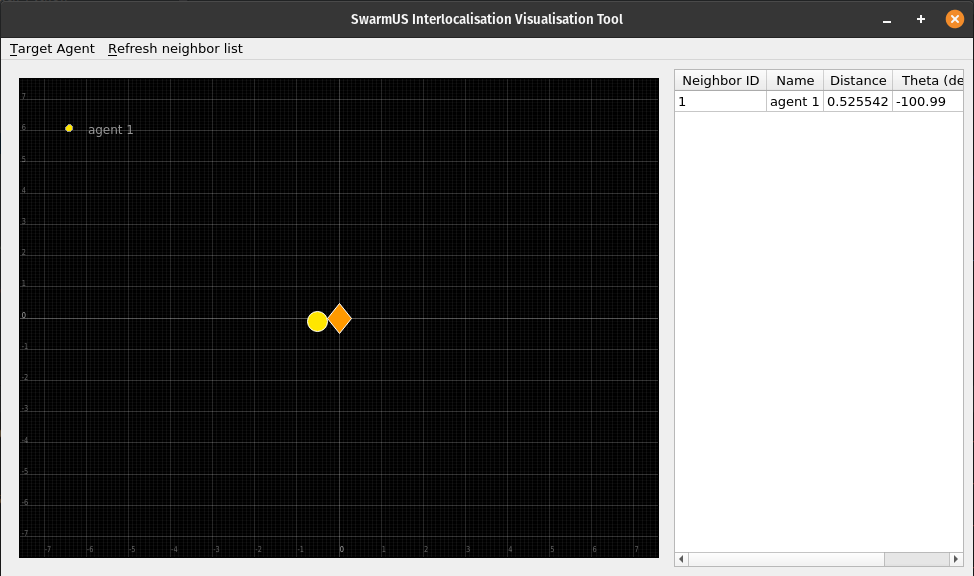 SwarmUS Interlocalisation Visualisation Tool
Target Agent Refresh neighbor list
Neighbor ID Name Distance Theta (de
1 agent 1 0.525542 -100.99
7
6
agent 1
5
4
3
2
1
0
-1
-2
-3
-4
-5
-6
-7
-7 -6 -5 -4 -3 -2 -1 0 1 2 3 4 5 6 7